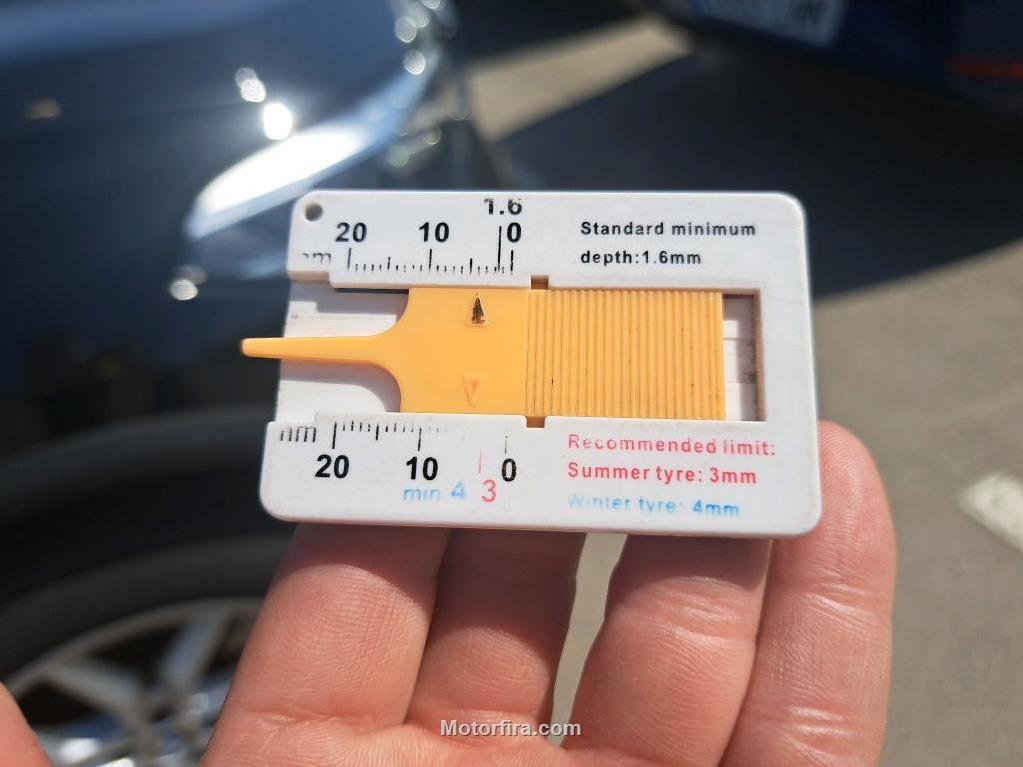 1.6
20 10 0
Standard minimum
depth:1.6mm
Recommended limit:
20 10 0
Summer tyre: 3mm
min 4 3
Winter tyre: 4mm
Motorfira.com